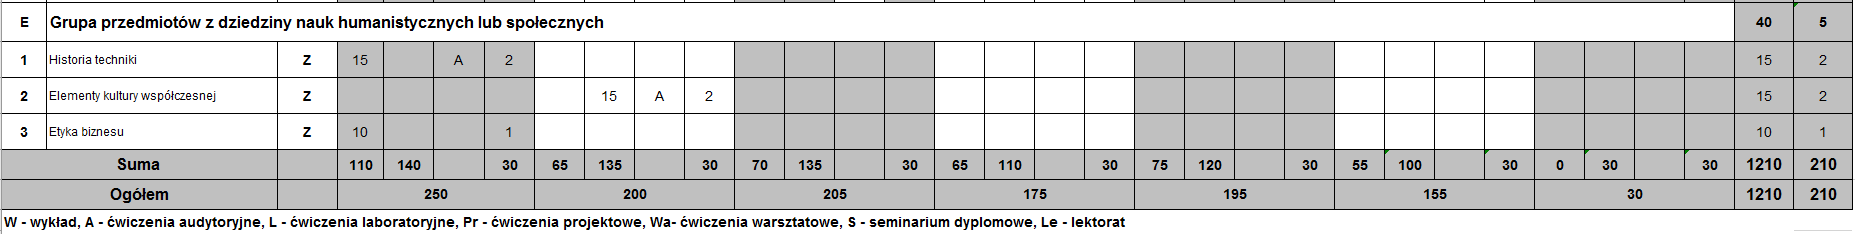 E Grupa przedmiotów z dziedziny nauk humanistycznych lub społecznych 40 5
1 Historia techniki Z 15 A 2 15 2
2 Elementy kultury współczesnej Z 15 A 2 15 2
3 Etyka biznesu Z 10 1 10 1
Suma 110 140 30 65 135 30 70 135 30 65 110 30 75 120 30 55 100 30 0 30 30 1210 210
Ogółem 250 200 205 175 195 155 30 1210 210
W - wykład, A - ćwiczenia audytoryjne, L - ćwiczenia laboratoryjne, Pr - ćwiczenia projektowe, Wa- ćwiczenia warsztatowe, S - seminarium dyplomowe, Le - lektorat